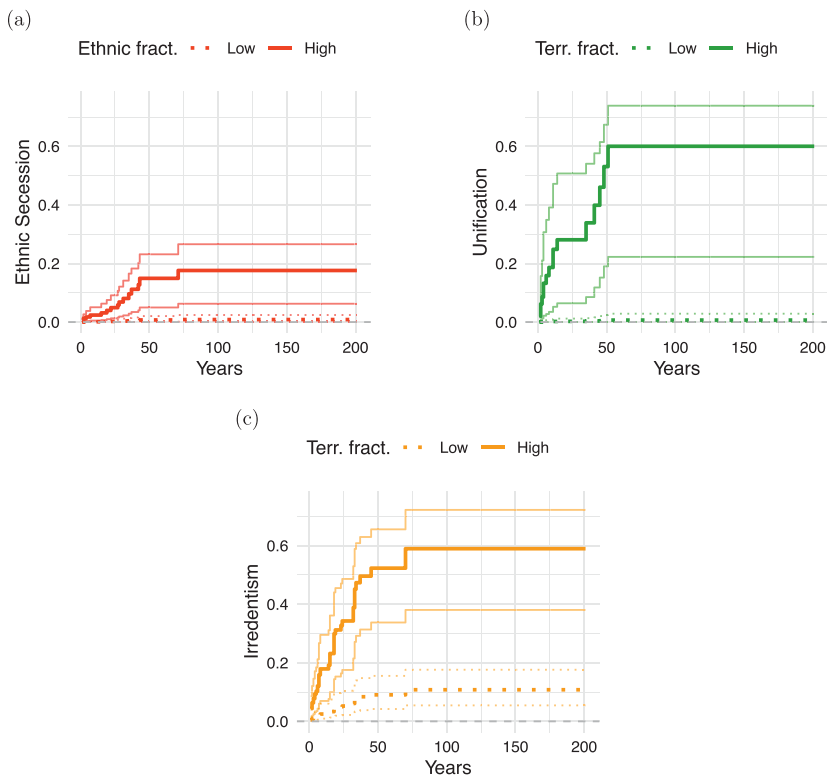 (a)
Ethnic fract. Low High
Ethnic Secession
0.6
0.4
0.2
0.0
0 50 100 150 200
Years
(b)
Terr. fract. Low High
Unification
0.6
0.4
0.2
0.0
0 50 100 150 200
Years
(c)
Terr. fract. Low High
Irredentism
0.6
0.4
0.2
0.0
0 50 100 150 200
Years